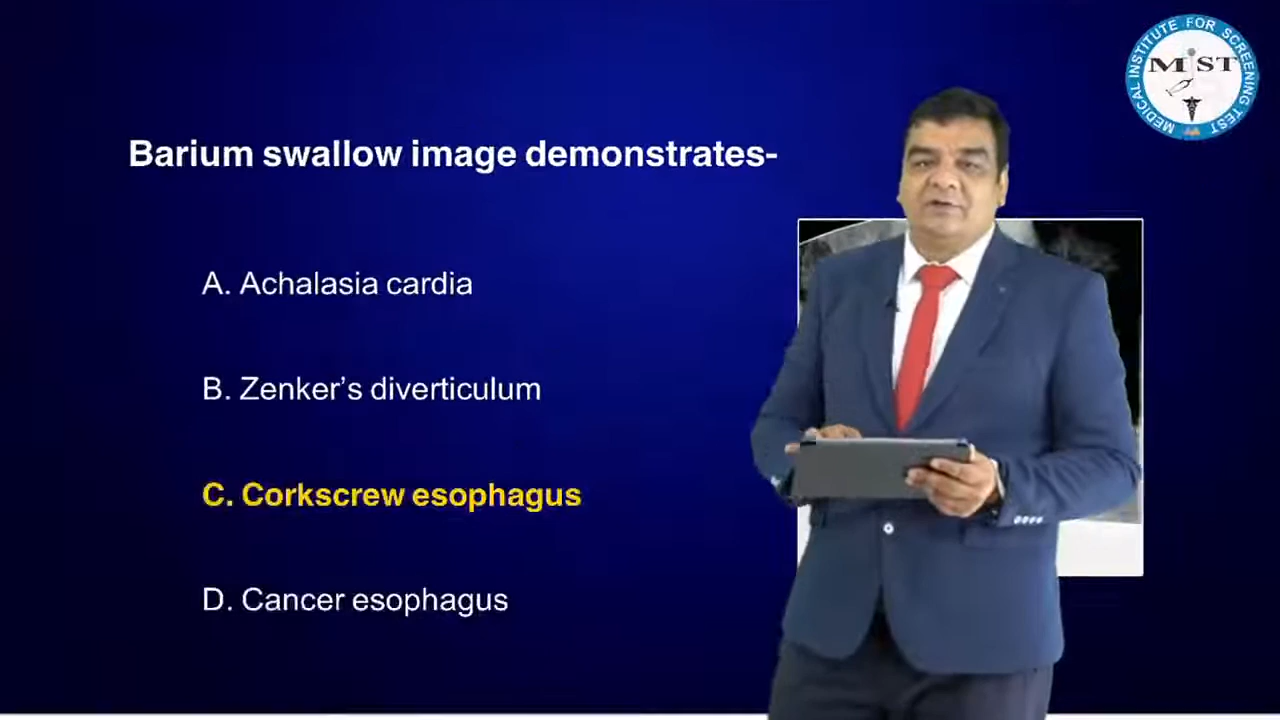 Barium swallow image demonstrates-
A. Achalasia cardia
B. Zenker’s diverticulum
C. Corkscrew esophagus
D. Cancer esophagus
MEDICAL INSTITUTE FOR SCREENING TEST
MIST